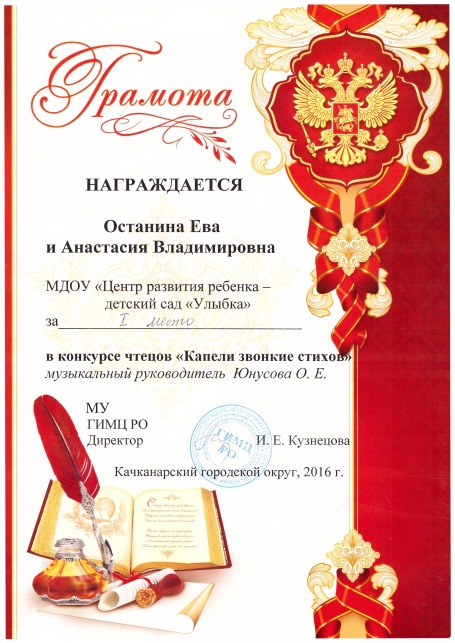 Грамота
НАГРАЖДАЕТСЯ
Останина Ева
и Анастасия Владимировна
МДОУ «Центр развития ребенка –
детский сад «Улыбка»
за I место
в конкурсе чтецов «Капели звонкие стихов»
музыкальный руководитель Юнусова О. Е.
МУ
ГИМЦ РО
Директор И. Е. Кузнецова
ГИМЦ
РО
Качканарский городской округ, 2016 г.